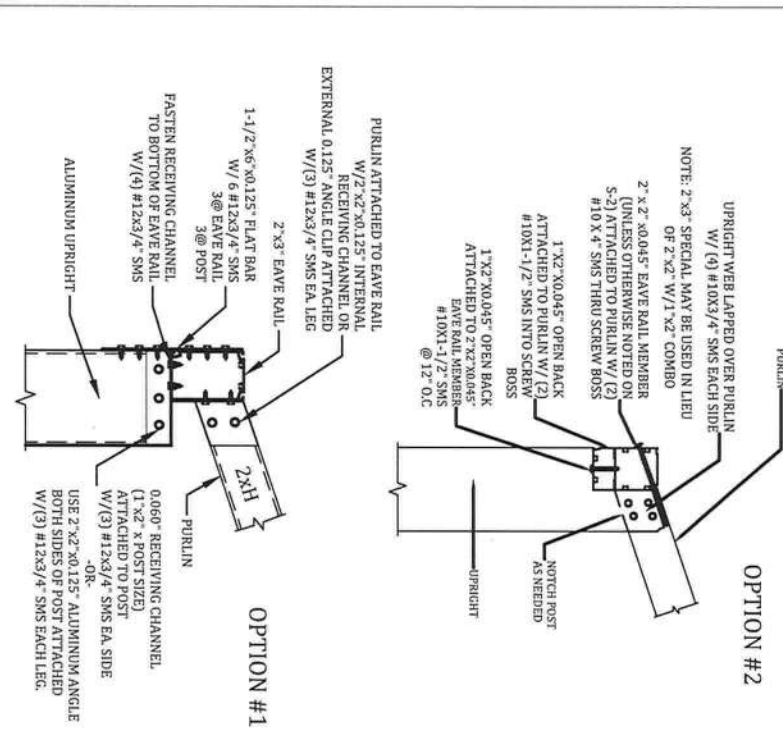 PURLIN
UPRIGHT WEB LAPPED OVER PURLIN
W/ (4) #10X3/4" SMS EACH SIDE
NOTE: 2"x3" SPECIAL MAY BE USED IN LIEU
OF 2"x2" W/1"x2" COMBO
2" x 2" x0.045" EAVE RAIL MEMBER
(UNLESS OTHERWISE NOTED ON
S-2) ATTACHED TO PURLIN W/ (2)
#10 X 4" SMS THRU SCREW BOSS
1"X2"X0.045" OPEN BACK
ATTACHED TO PURLIN W/ (2)
#10X1-1/2" SMS INTO SCREW
BOSS
1"X2"X0.045" OPEN BACK
ATTACHED TO 2"X2"X0.045"
EAVE RAIL MEMBER
#10X1-1/2" SMS
@ 12" O.C
NOTCH POST
AS NEEDED
UPRIGHT
OPTION #2
PURLIN ATTACHED TO EAVE RAIL
W/2"x2"x0.125" INTERNAL
RECEIVING CHANNEL OR
EXTERNAL 0.125" ANGLE CLIP ATTACHED
W/(3) #12x3/4" SMS EA. LEG
2"x3" EAVE RAIL
1-1/2"x6"x0.125" FLAT BAR
W/ 6 #12x3/4" SMS
3@ EAVE RAIL
3@ POST
FASTEN RECEIVING CHANNEL
TO BOTTOM OF EAVE RAIL
W/(4) #12x3/4" SMS
ALUMINUM UPRIGHT
2xH
PURLIN
0.060" RECEIVING CHANNEL
(1"x2" x POST SIZE)
ATTACHED TO POST
W/(3) #12x3/4" SMS EA. SIDE
-OR-
USE 2"x2"x0.125" ALUMINUM ANGLE
BOTH SIDES OF POST ATTACHED
W/(3) #12x3/4" SMS EACH LEG.
OPTION #1